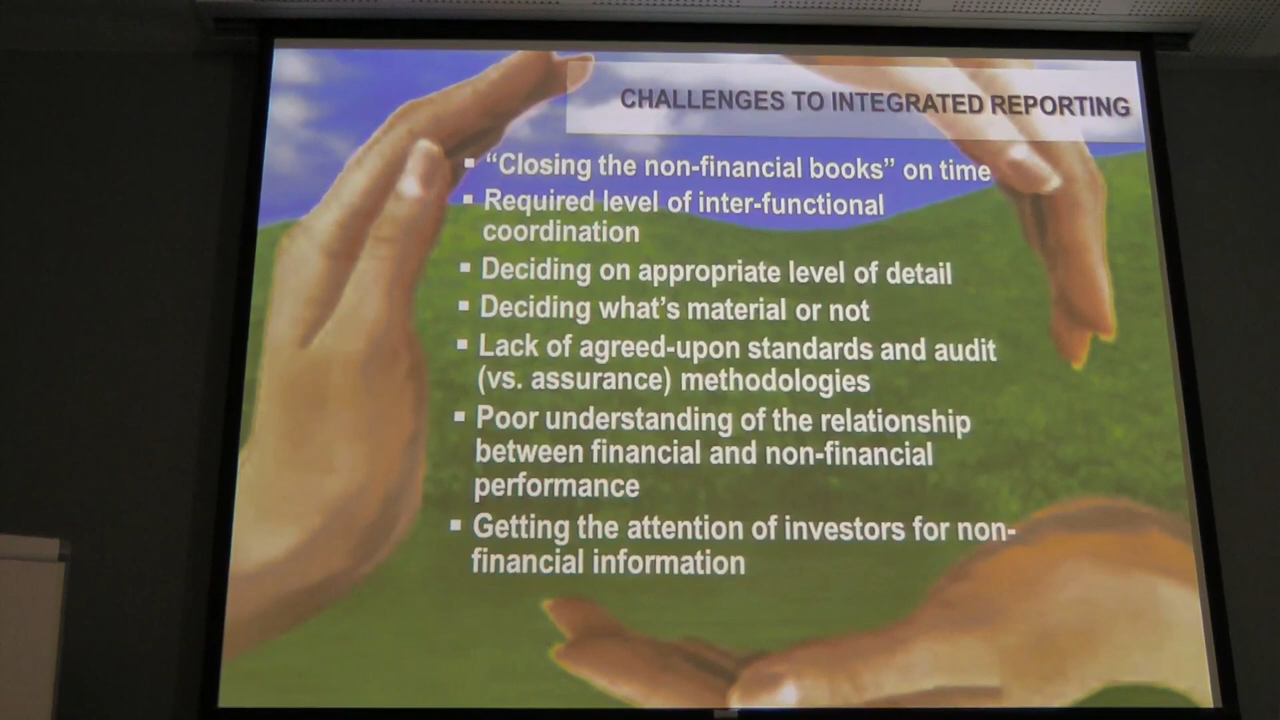 CHALLENGES TO INTEGRATED REPORTING
▪ “Closing the non-financial books” on time
▪ Required level of inter-functional
coordination
▪ Deciding on appropriate level of detail
▪ Deciding what’s material or not
▪ Lack of agreed-upon standards and audit
(vs. assurance) methodologies
▪ Poor understanding of the relationship
between financial and non-financial
performance
▪ Getting the attention of investors for non-
financial information